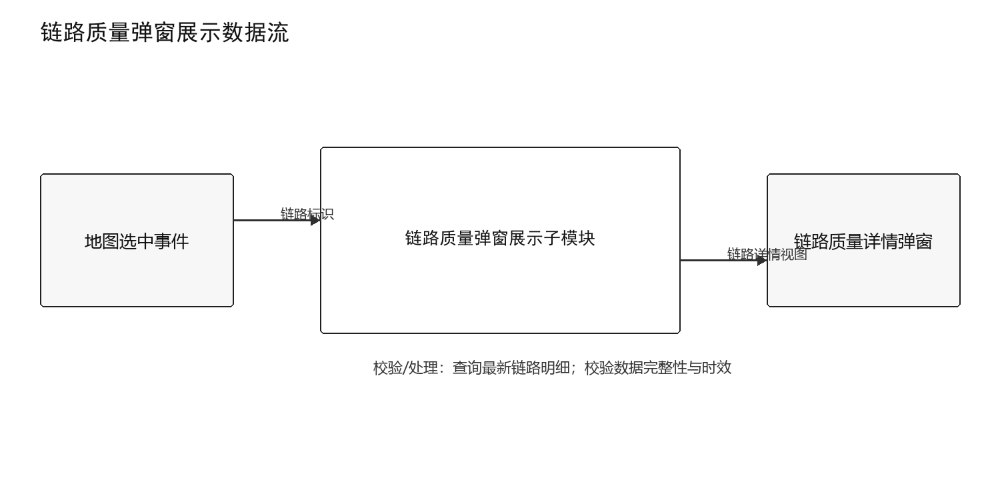 链路质量弹窗展示数据流
链路标识
地图选中事件
链路质量弹窗展示子模块
链路质量详情弹窗
链路详情视图
校验/处理：查询最新链路明细；校验数据完整性与时效